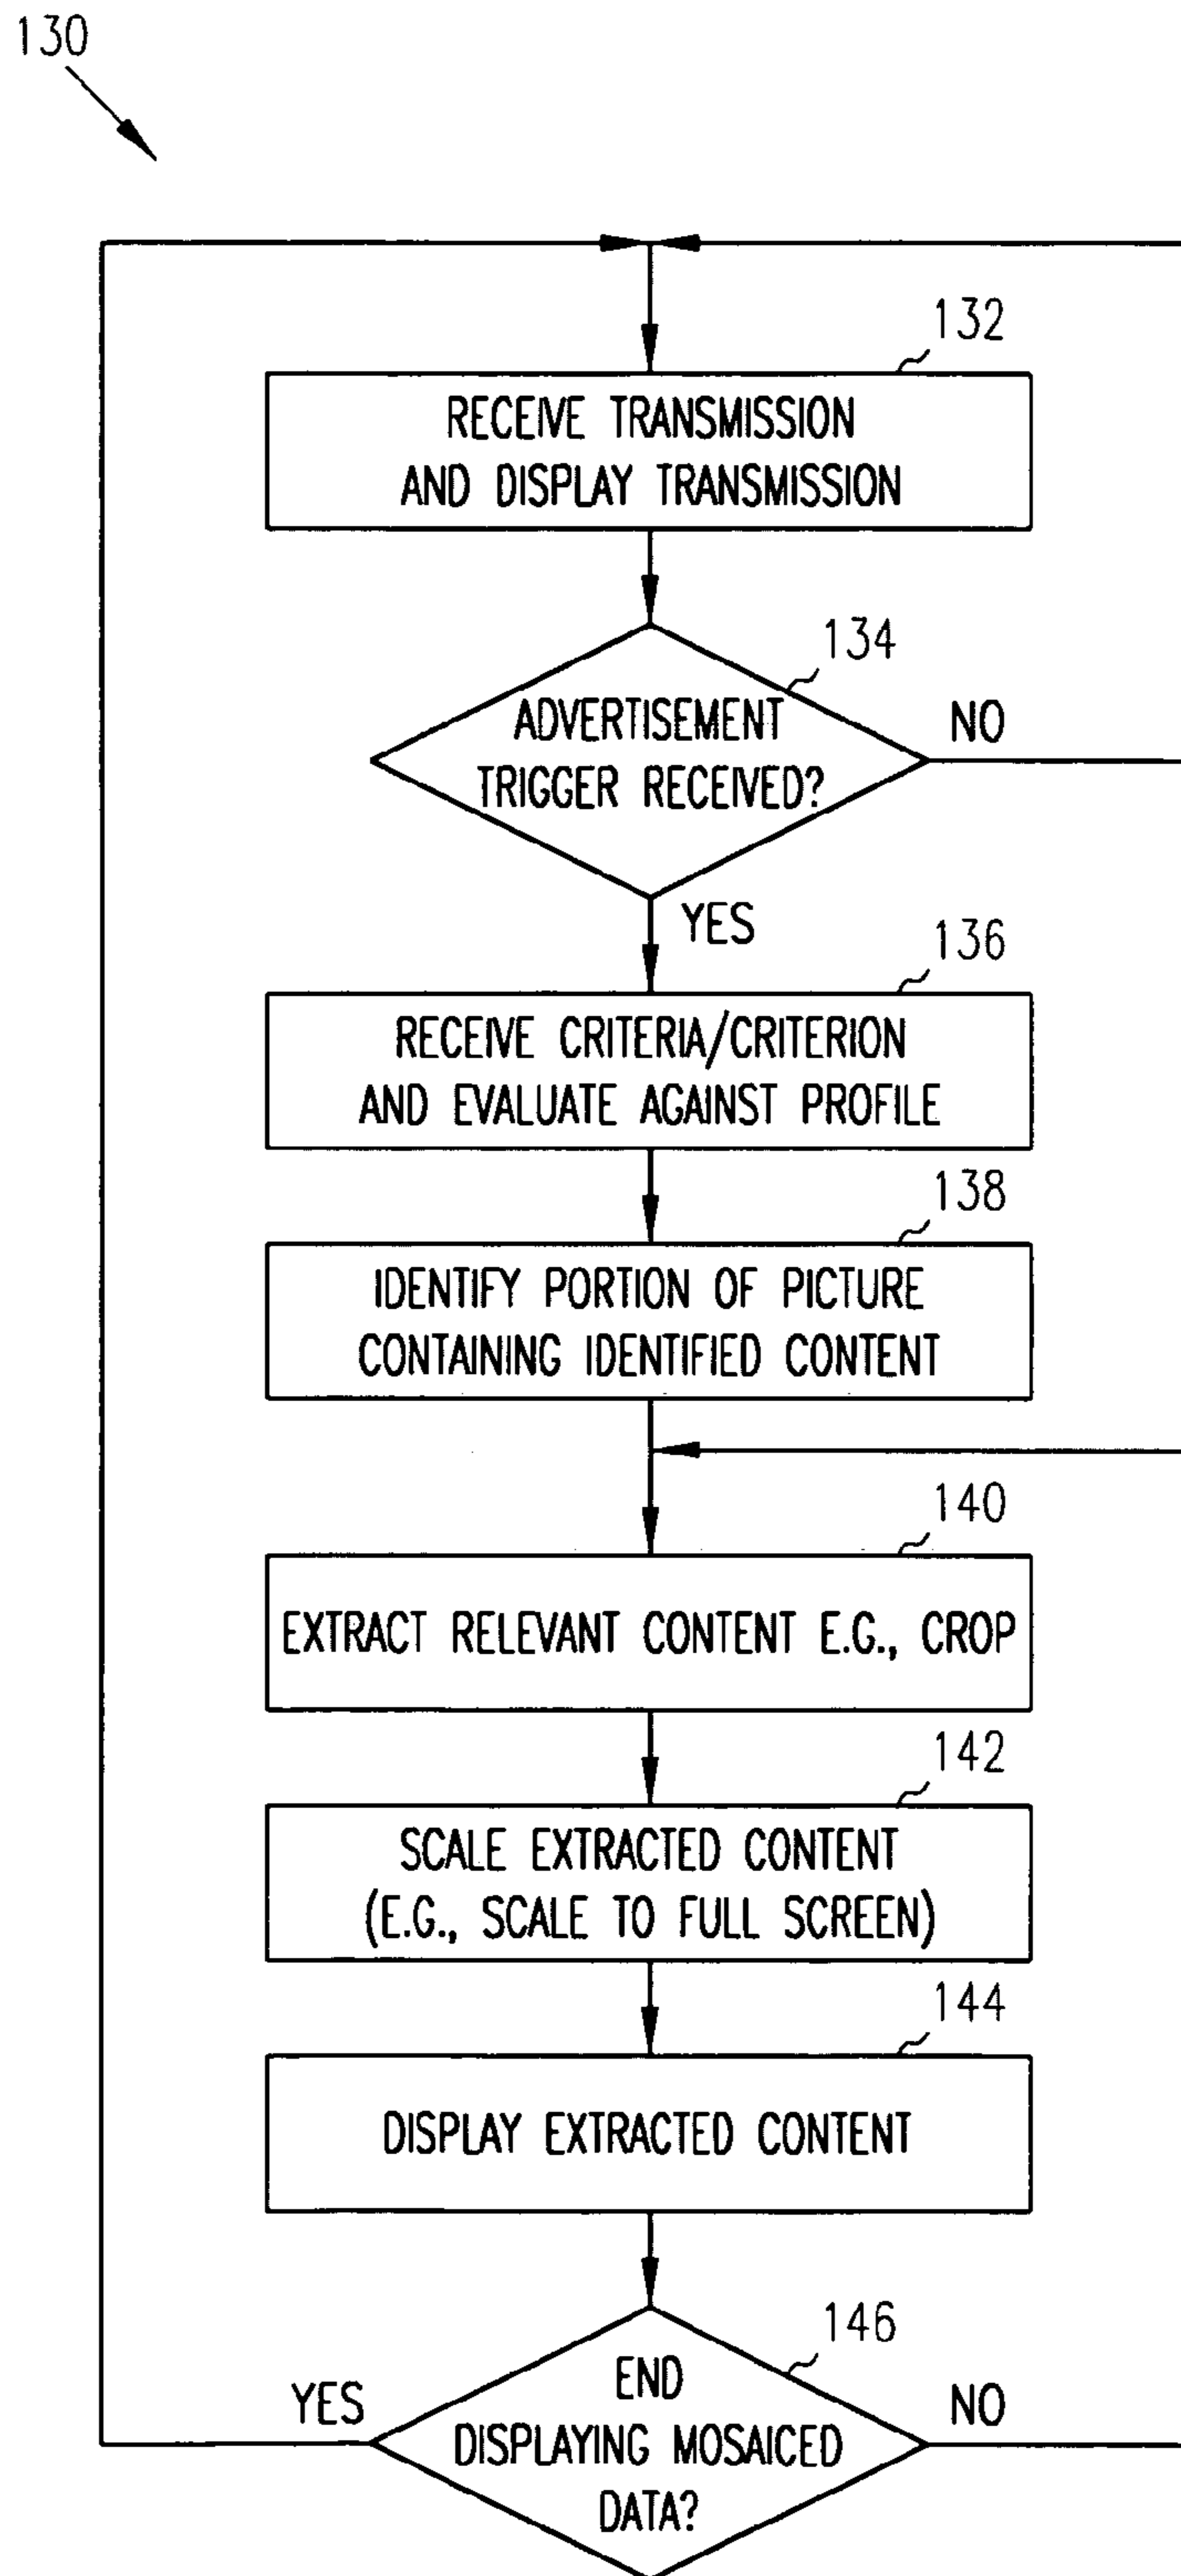 130
132
RECEIVE TRANSMISSION
AND DISPLAY TRANSMISSION
134
ADVERTISEMENT
TRIGGER RECEIVED?
NO
YES
136
RECEIVE CRITERIA/CRITERION
AND EVALUATE AGAINST PROFILE
138
IDENTIFY PORTION OF PICTURE
CONTAINING IDENTIFIED CONTENT
140
EXTRACT RELEVANT CONTENT E.G., CROP
142
SCALE EXTRACTED CONTENT
(E.G., SCALE TO FULL SCREEN)
144
DISPLAY EXTRACTED CONTENT
146
YES
END
DISPLAYING MOSAICED
DATA?
NO